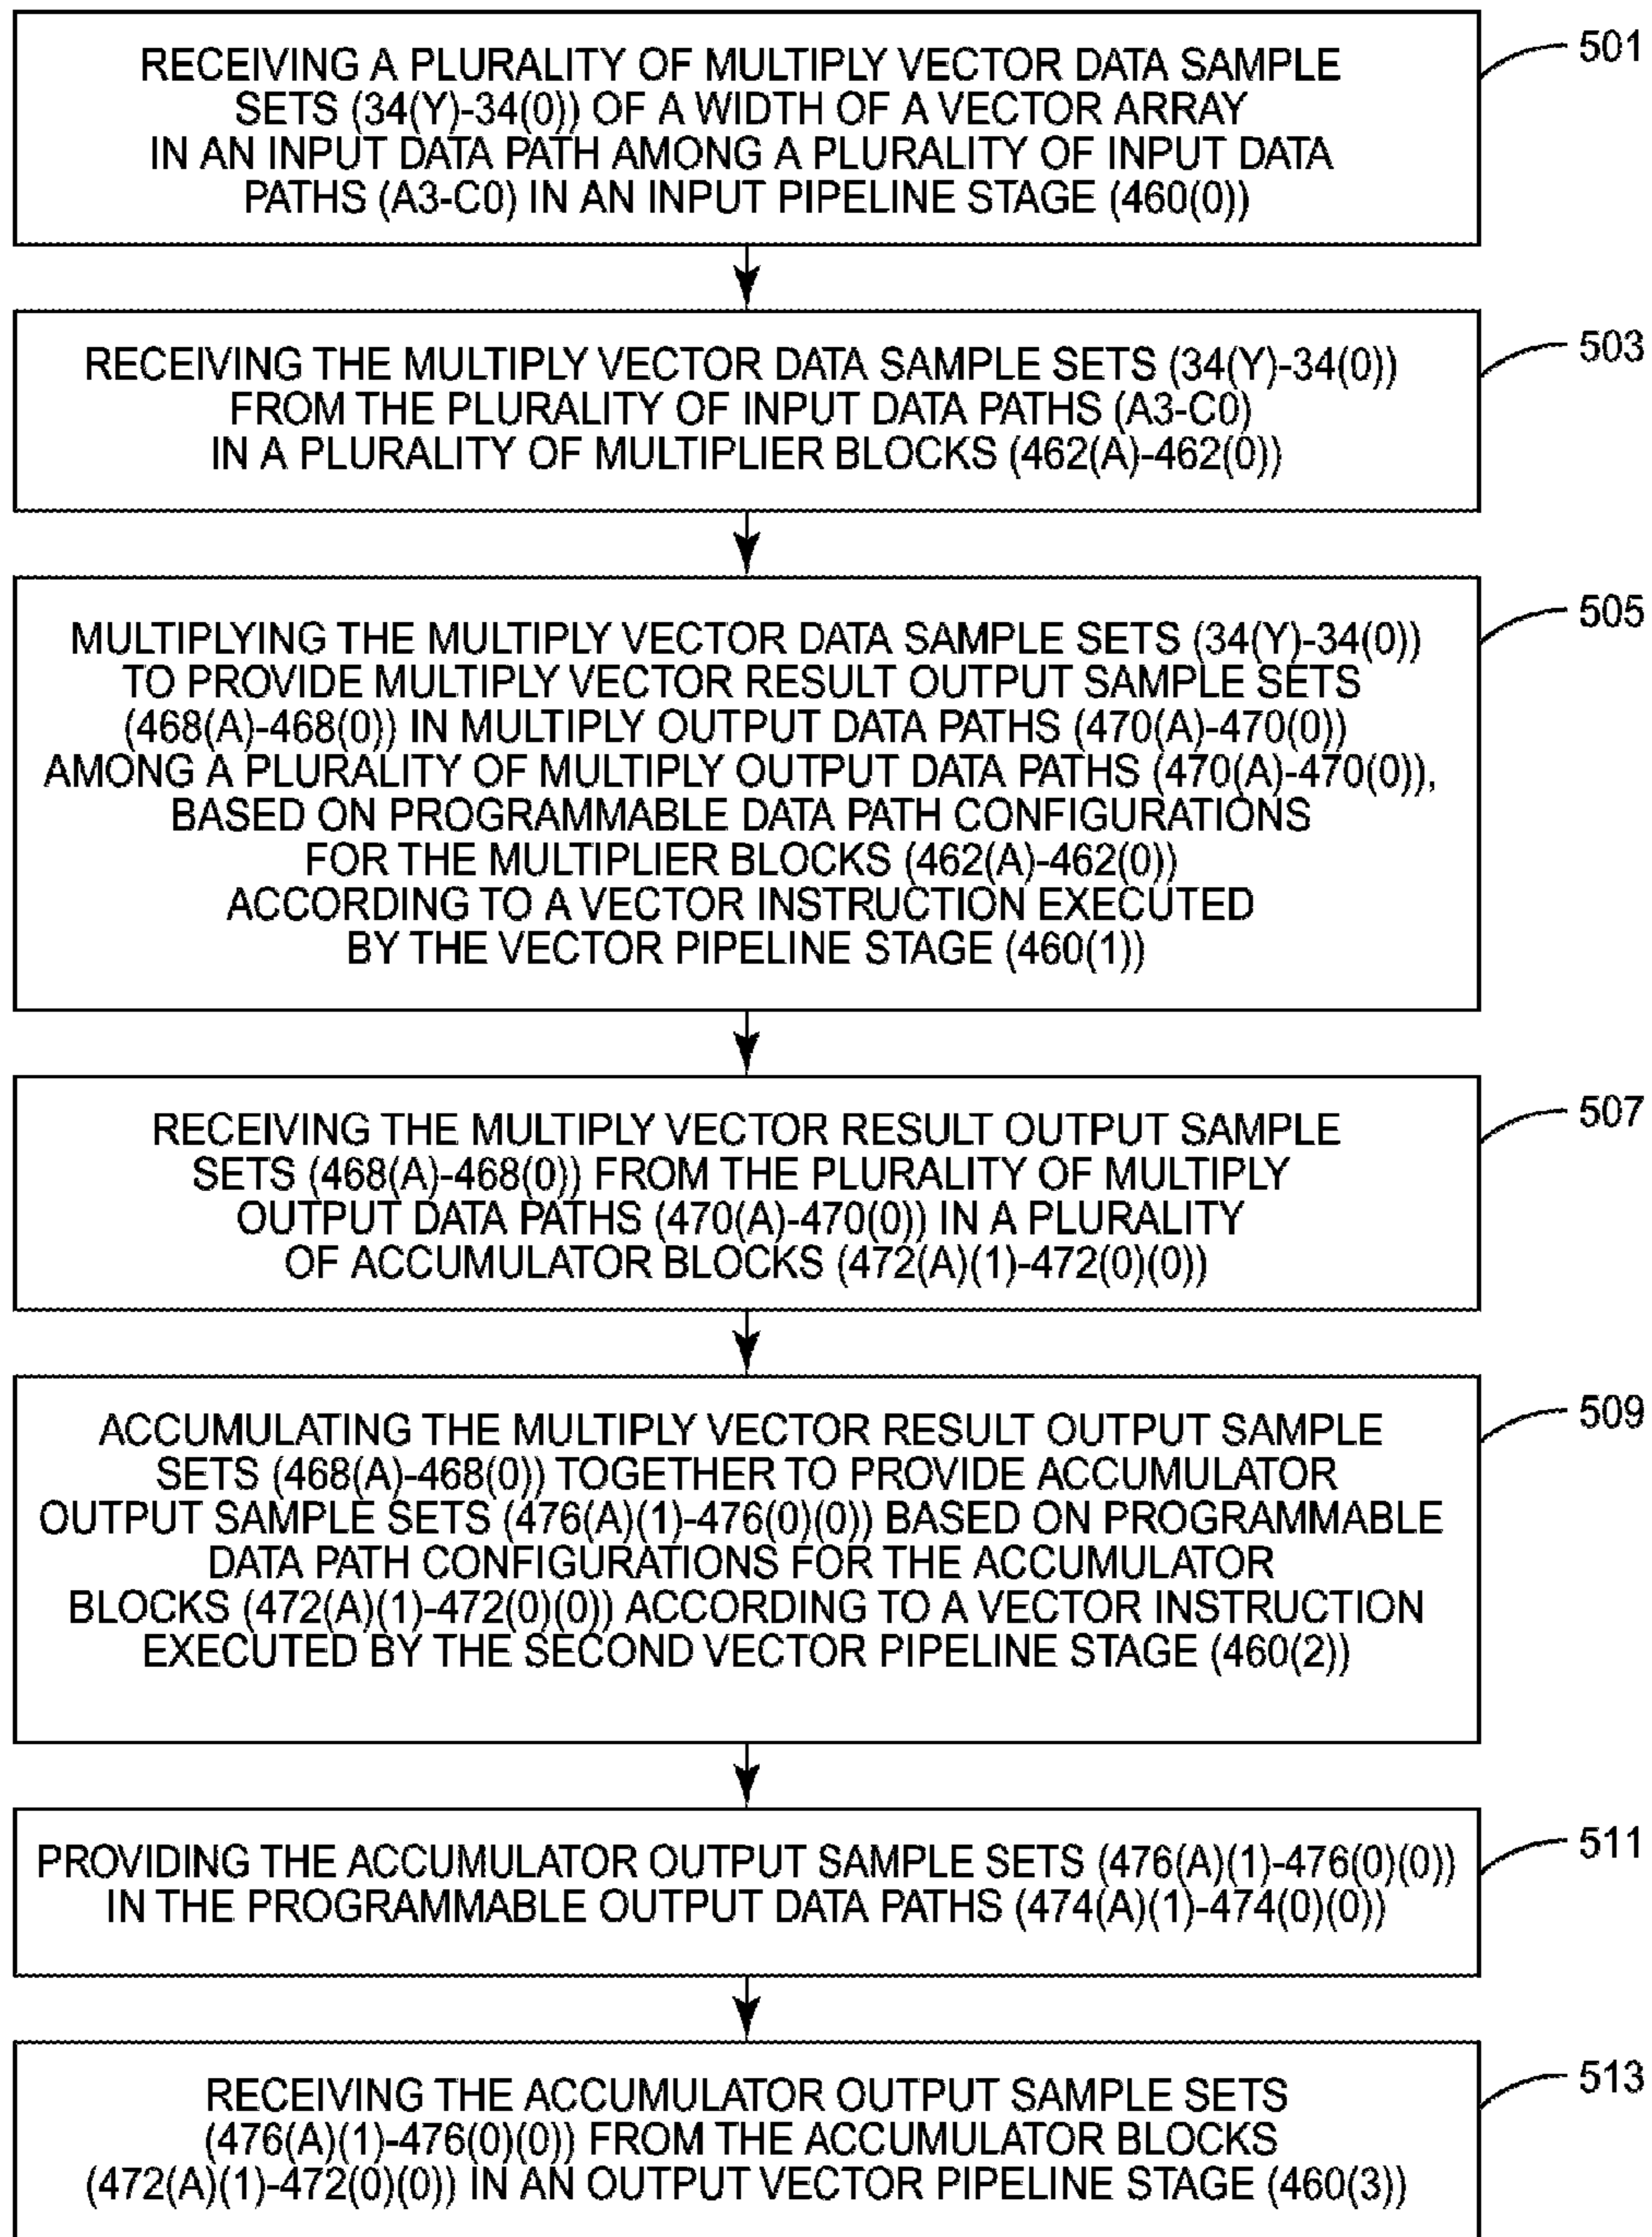 RECEIVING A PLURALITY OF MULTIPLY VECTOR DATA SAMPLE
SETS (34(Y)-34(0)) OF A WIDTH OF A VECTOR ARRAY
IN AN INPUT DATA PATH AMONG A PLURALITY OF INPUT DATA
PATHS (A3-C0) IN AN INPUT PIPELINE STAGE (460(0))
501
RECEIVING THE MULTIPLY VECTOR DATA SAMPLE SETS (34(Y)-34(0))
FROM THE PLURALITY OF INPUT DATA PATHS (A3-C0)
IN A PLURALITY OF MULTIPLIER BLOCKS (462(A)-462(0))
503
MULTIPLYING THE MULTIPLY VECTOR DATA SAMPLE SETS (34(Y)-34(0))
TO PROVIDE MULTIPLY VECTOR RESULT OUTPUT SAMPLE SETS
(468(A)-468(0)) IN MULTIPLY OUTPUT DATA PATHS (470(A)-470(0))
AMONG A PLURALITY OF MULTIPLY OUTPUT DATA PATHS (470(A)-470(0)),
BASED ON PROGRAMMABLE DATA PATH CONFIGURATIONS
FOR THE MULTIPLIER BLOCKS (462(A)-462(0))
ACCORDING TO A VECTOR INSTRUCTION EXECUTED
BY THE VECTOR PIPELINE STAGE (460(1))
505
RECEIVING THE MULTIPLY VECTOR RESULT OUTPUT SAMPLE
SETS (468(A)-468(0)) FROM THE PLURALITY OF MULTIPLY
OUTPUT DATA PATHS (470(A)-470(0)) IN A PLURALITY
OF ACCUMULATOR BLOCKS (472(A)(1)-472(0)(0))
507
ACCUMULATING THE MULTIPLY VECTOR RESULT OUTPUT SAMPLE
SETS (468(A)-468(0)) TOGETHER TO PROVIDE ACCUMULATOR
OUTPUT SAMPLE SETS (476(A)(1)-476(0)(0)) BASED ON PROGRAMMABLE
DATA PATH CONFIGURATIONS FOR THE ACCUMULATOR
BLOCKS (472(A)(1)-472(0)(0)) ACCORDING TO A VECTOR INSTRUCTION
EXECUTED BY THE SECOND VECTOR PIPELINE STAGE (460(2))
509
PROVIDING THE ACCUMULATOR OUTPUT SAMPLE SETS (476(A)(1)-476(0)(0))
IN THE PROGRAMMABLE OUTPUT DATA PATHS (474(A)(1)-474(0)(0))
511
RECEIVING THE ACCUMULATOR OUTPUT SAMPLE SETS
(476(A)(1)-476(0)(0)) FROM THE ACCUMULATOR BLOCKS
(472(A)(1)-472(0)(0)) IN AN OUTPUT VECTOR PIPELINE STAGE (460(3))
513